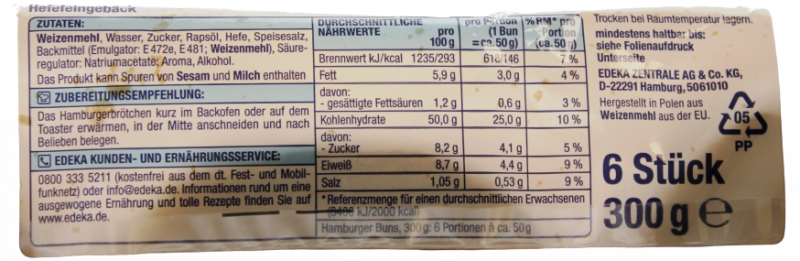 Hefefeingebäck
ZUTATEN:
Weizenmehl, Wasser, Zucker, Rapsöl, Hefe, Speisesalz,
Backmittel (Emulgator: E 472e, E 481; Weizenmehl), Säure-
regulator: Natriumacetate; Aroma, Alkohol.
Das Produkt kann Spuren von Sesam und Milch enthalten
ZUBEREITUNGSEMPFEHLUNG:
Das Hamburgerbrötchen kurz im Backofen oder auf dem
Toaster erwärmen, in der Mitte anschneiden und nach
Belieben belegen.
EDEKA KUNDEN- UND ERNÄHRUNGSSERVICE:
0800 333 5211 (kostenfrei aus dem dt. Fest- und Mobil-
funknetz) oder info@edeka.de. Informationen rund um eine
ausgewogene Ernährung und tolle Rezepte finden Sie auf
www.edeka.de.
DURCHSCHNITTLICHE NÄHRWERTE pro 100 g pro Portion (1 Bun =ca.50 g) %RM* pro Portion (ca.50 g)
Brennwert kJ/kcal 1235/293 618/146 7 %
Fett 5,9 g 3,0 g 4 %
davon:
- gesättigte Fettsäuren 1,2 g 0,6 g 3 %
Kohlenhydrate 50,0 g 25,0 g 10 %
davon:
- Zucker 8,2 g 4,1 g 5 %
Eiweiß 8,7 g 4,4 g 9 %
Salz 1,05 g 0,53 g 9 %
*Referenzmenge für einen durchschnittlichen Erwachsenen
(8400 kJ/2000 kcal)
Hamburger Buns, 300 g: 6 Portionen à ca. 50g
Trocken bei Raumtemperatur lagern.
mindestens haltbar bis:
siehe Folienaufdruck
Unterseite
EDEKA ZENTRALE AG & Co. KG,
D-22291 Hamburg, 5061010
Hergestellt in Polen aus
Weizenmehl aus der EU.
05
PP
6 Stück
300 g e